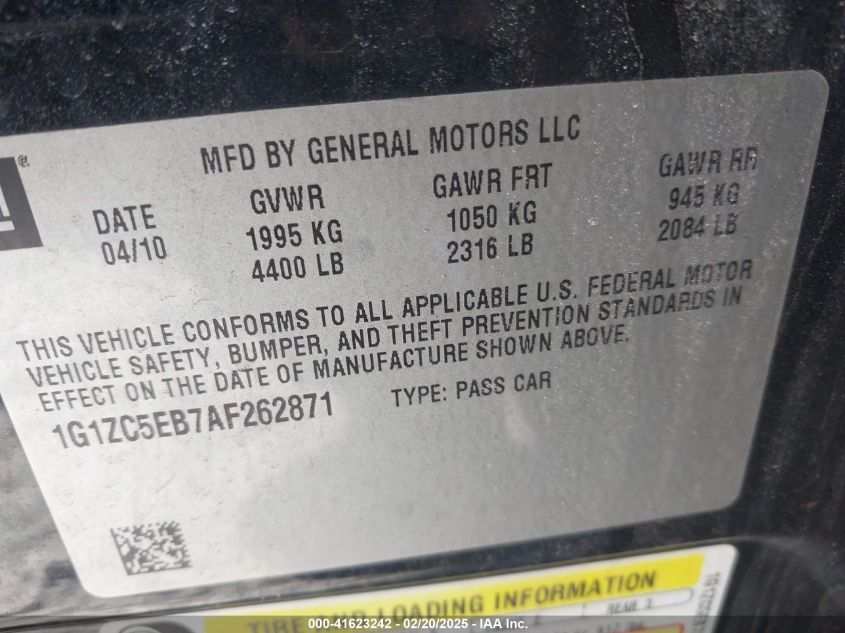 MFD BY GENERAL MOTORS LLC
DATE GVWR GAWR FRT GAWR RR
04/10 1995 KG 1050 KG 945 KG
4400 LB 2316 LB 2084 LB
THIS VEHICLE CONFORMS TO ALL APPLICABLE U.S. FEDERAL MOTOR
VEHICLE SAFETY, BUMPER, AND THEFT PREVENTION STANDARDS IN
EFFECT ON THE DATE OF MANUFACTURE SHOWN ABOVE.
1G1ZC5EB7AF262871 TYPE: PASS CAR
TIRE AND LOADING INFORMATION
000-41623242 - 02/20/2025 - IAA Inc.